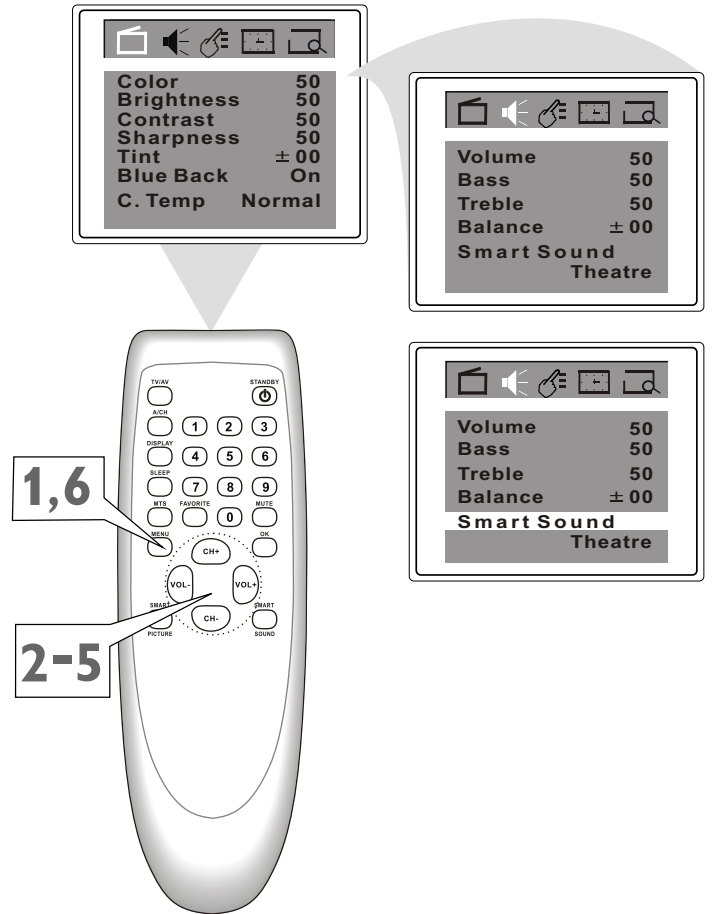 Color 50
Brightness 50
Contrast 50
Sharpness 50
Tint ± 00
Blue Back On
C. Temp Normal
Volume 50
Bass 50
Treble 50
Balance ± 00
Smart Sound
Theatre
Volume 50
Bass 50
Treble 50
Balance ± 00
Smart Sound
Theatre
TV/AV STANDBY
A/CH 1 2 3
DISPLAY 4 5 6
SLEEP 7 8 9
MTS FAVORITE 0 MUTE
MENU OK
CH+
VOL- VOL+
CH-
SMART SMART
PICTURE SOUND
1,6
2-5